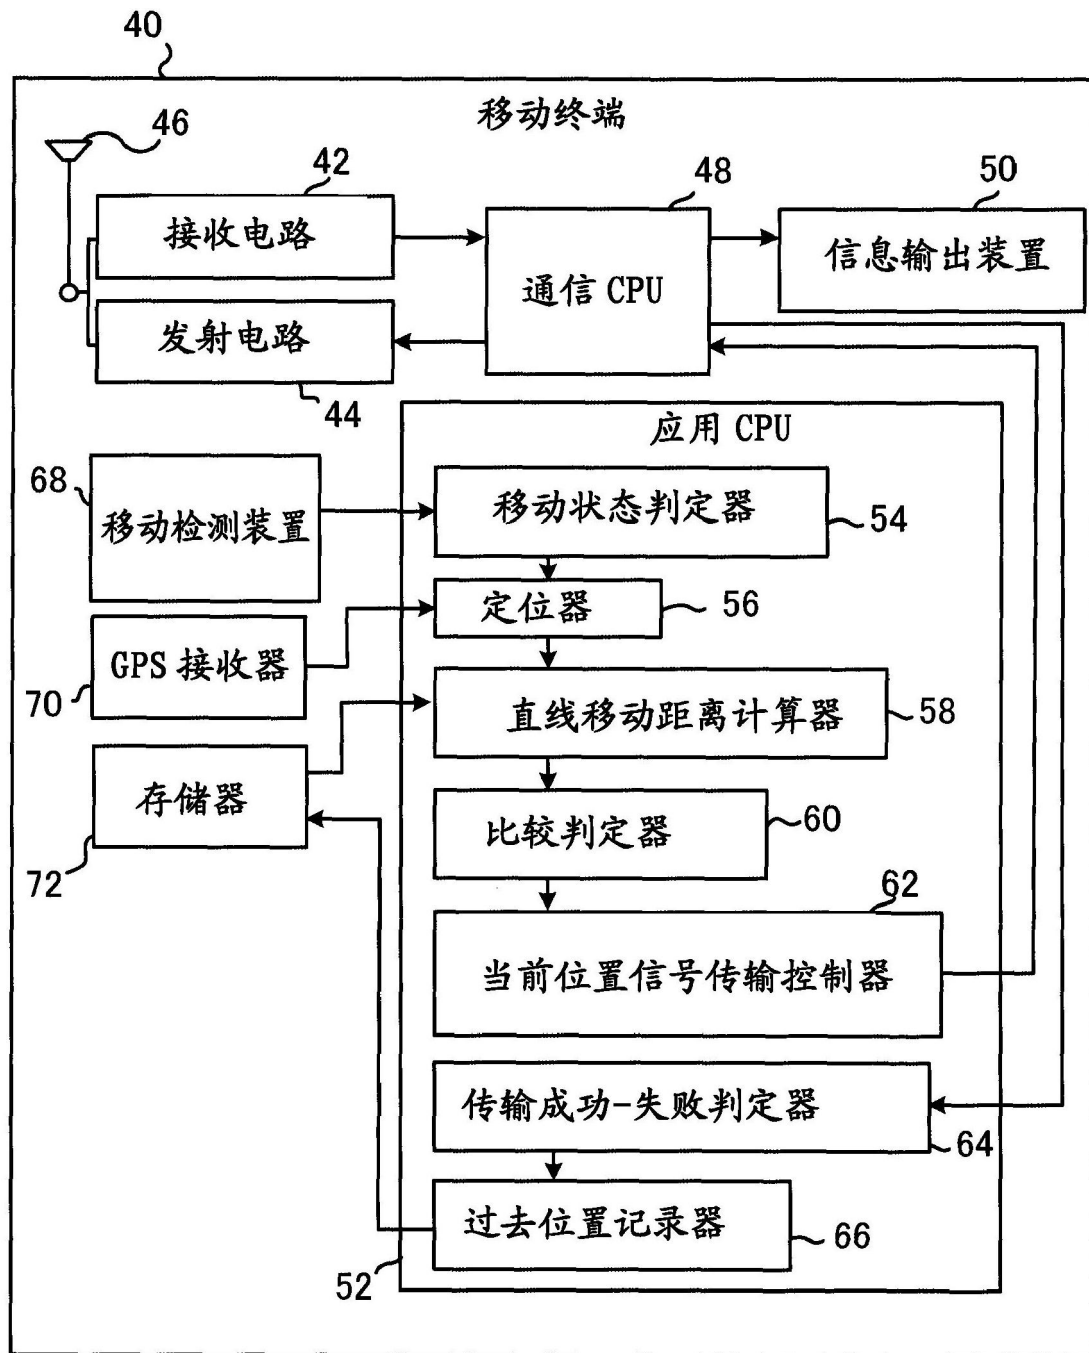 40
移动终端
46
42
接收电路
48
通信 CPU
50
信息输出装置
发射电路
44
应用 CPU
68
移动检测装置
移动状态判定器
54
定位器
56
GPS 接收器
70
直线移动距离计算器
58
存储器
72
比较判定器
60
62
当前位置信号传输控制器
传输成功-失败判定器
64
过去位置记录器
66
52